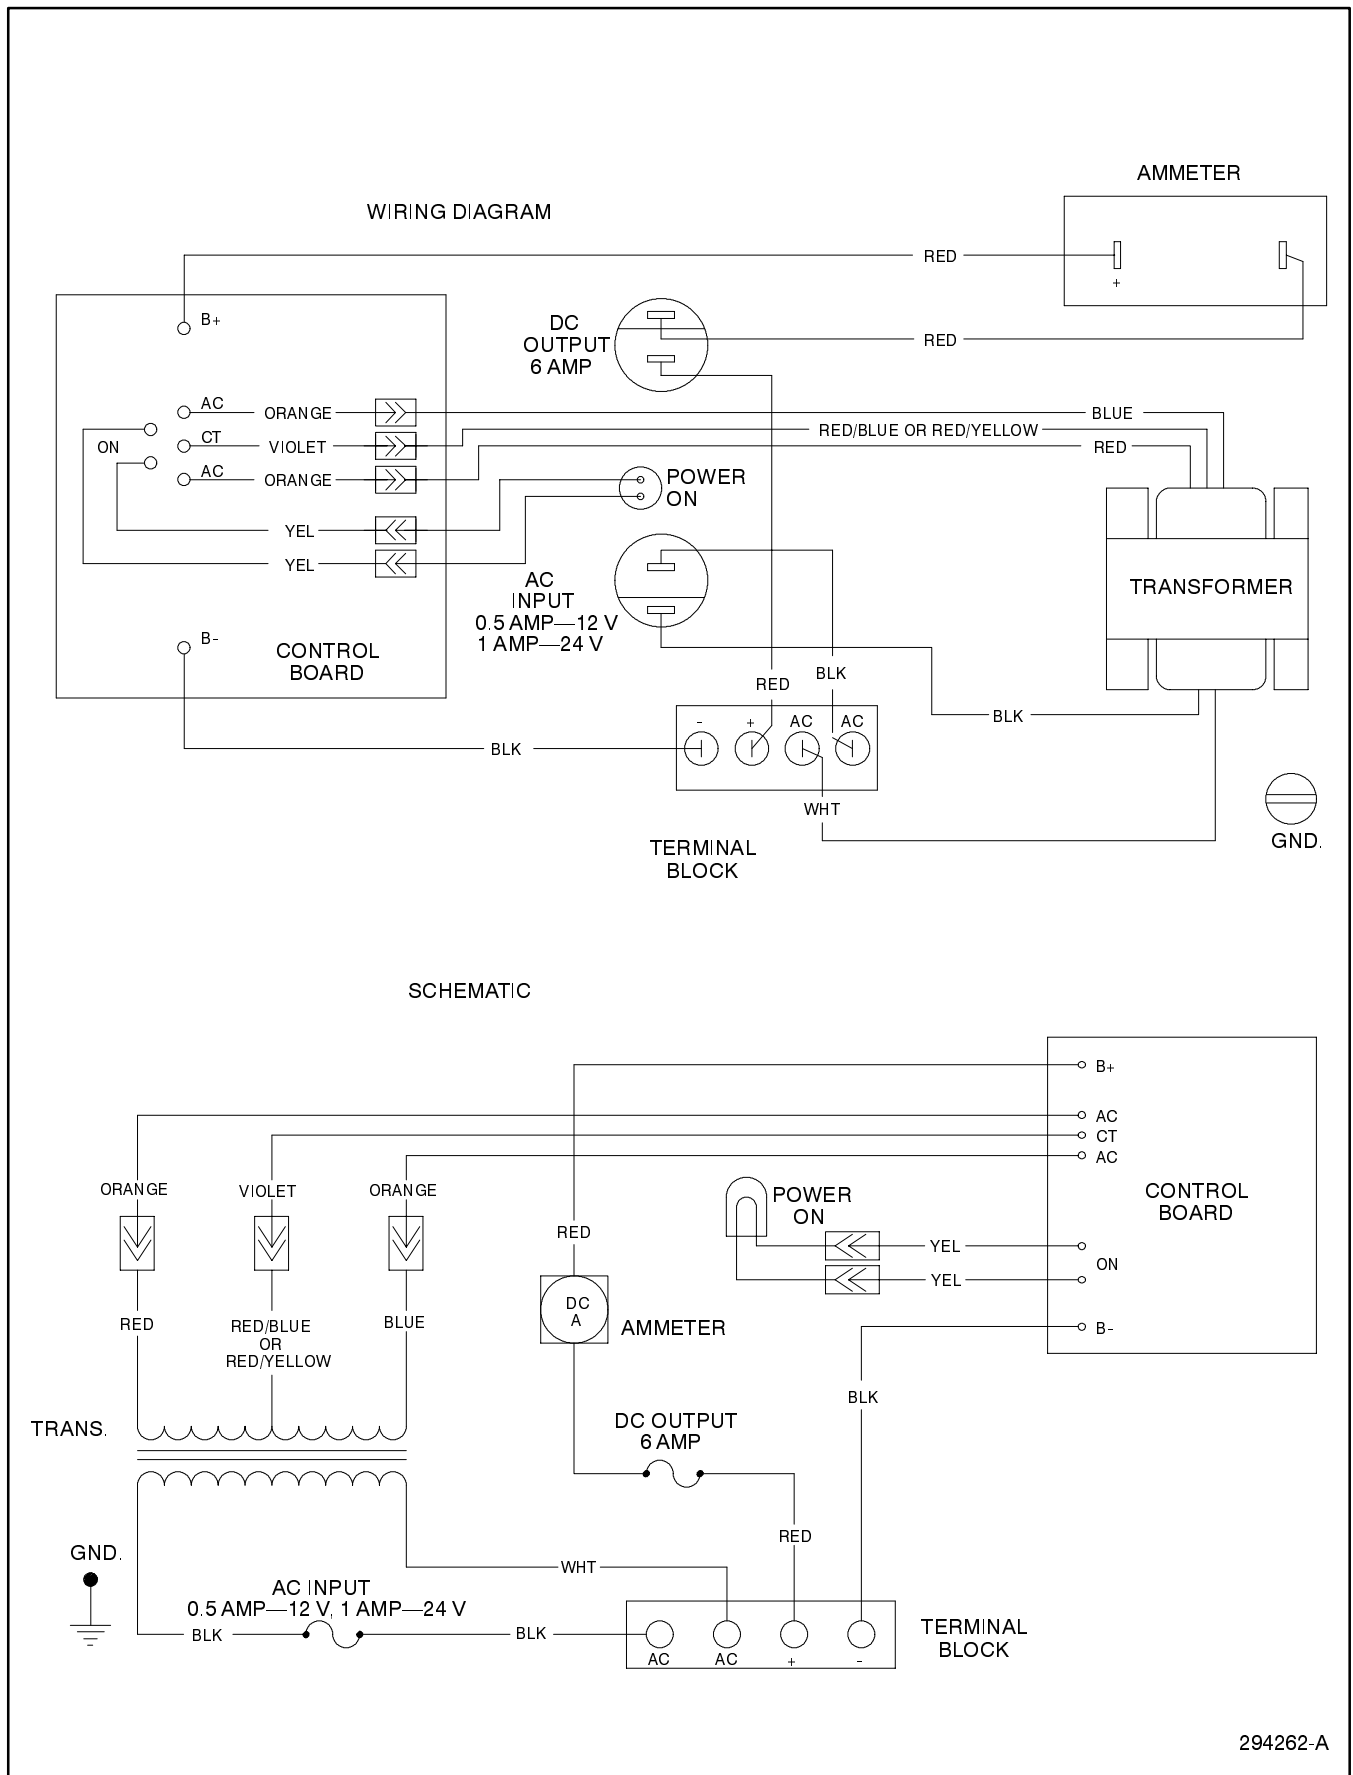 AMMETER
WIRING DIAGRAM
RED
+
B+
DC
OUTPUT
6 AMP
RED
AC
ORANGE
BLUE
ON
CT
VIOLET
RED/BLUE OR RED/YELLOW
RED
AC
ORANGE
POWER
ON
YEL
YEL
AC
INPUT
0.5 AMP—12 V
1 AMP—24 V
TRANSFORMER
B-
CONTROL
BOARD
RED
BLK
BLK
-
+
AC
AC
BLK
WHT
TERMINAL
BLOCK
GND.
SCHEMATIC
B+
AC
CT
AC
ORANGE
VIOLET
ORANGE
POWER
ON
CONTROL
BOARD
RED
YEL
ON
YEL
DC
A
AMMETER
RED
RED/BLUE
OR
RED/YELLOW
BLUE
B-
BLK
TRANS.
DC OUTPUT
6 AMP
RED
GND.
WHT
AC INPUT
0.5 AMP—12 V, 1 AMP—24 V
BLK
BLK
AC
AC
+
-
TERMINAL
BLOCK
294262-A